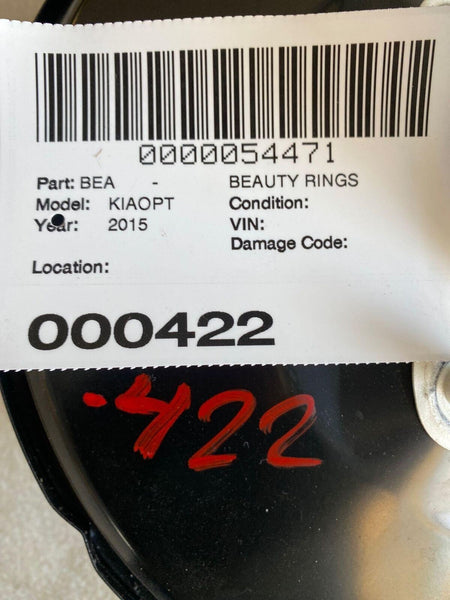 0000054471
Part: BEA - BEAUTY RINGS
Model: KIAOPT Condition:
Year: 2015 VIN:
Damage Code:
Location:
000422
.422